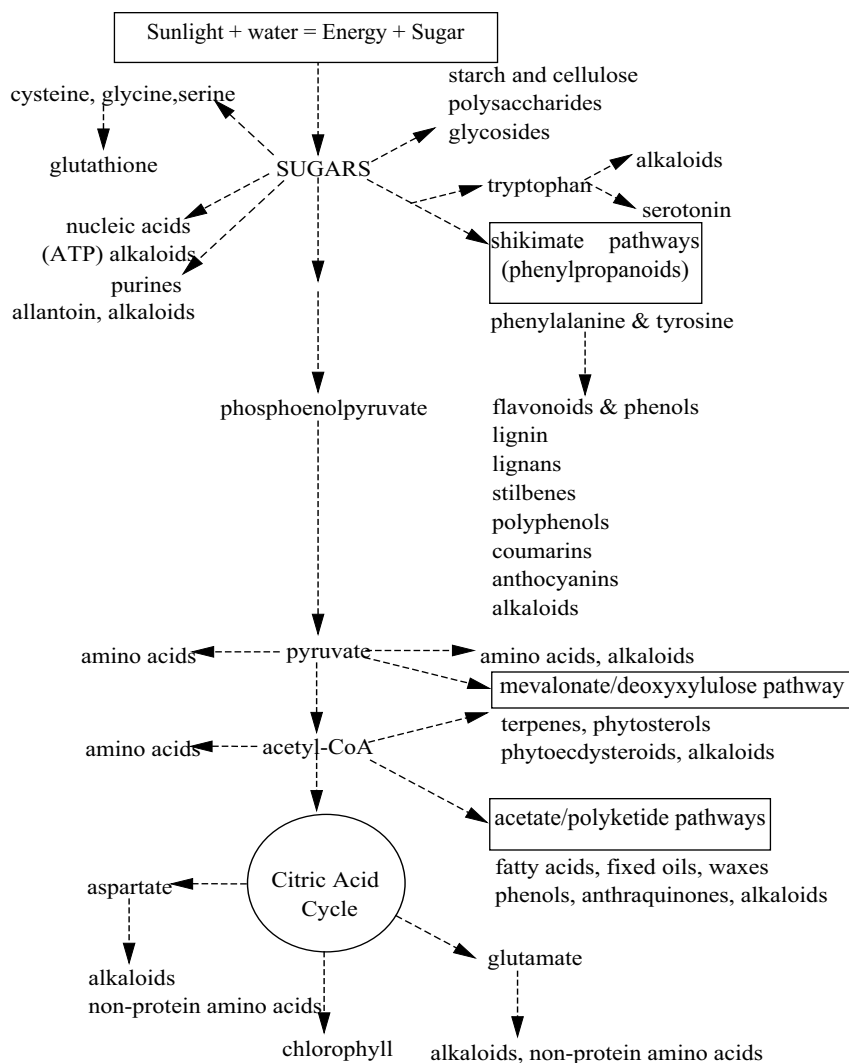 Sunlight + water = Energy + Sugar
starch and cellulose
polysaccharides
glycosides
cysteine, glycine,serine
glutathione
SUGARS
alkaloids
tryptophan
serotonin
nucleic acids
(ATP) alkaloids
purines
allantoin, alkaloids
shikimate pathways
(phenylpropanoids)
phenylalanine & tyrosine
phosphoenolpyruvate
flavonoids & phenols
lignin
lignans
stilbenes
polyphenols
coumarins
anthocyanins
alkaloids
amino acids
pyruvate
amino acids, alkaloids
mevalonate/deoxyxylulose pathway
terpenes, phytosterols
phytoecdysteroids, alkaloids
amino acids
acetyl-CoA
acetate/polyketide pathways
fatty acids, fixed oils, waxes
phenols, anthraquinones, alkaloids
Citric Acid
Cycle
aspartate
alkaloids
non-protein amino acids
glutamate
chlorophyll
alkaloids, non-protein amino acids